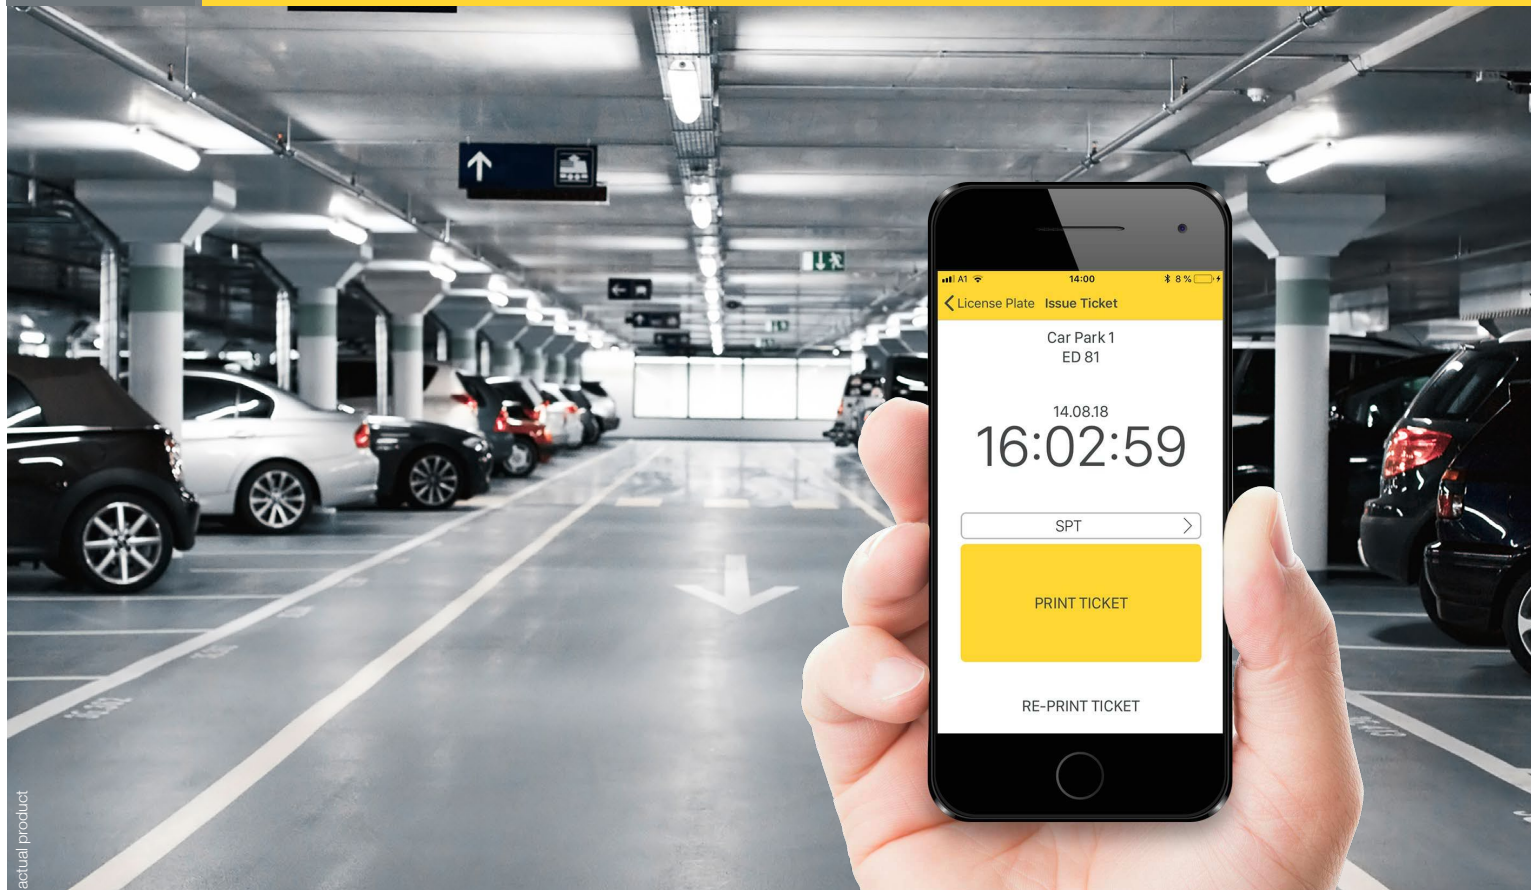 A1
14:00
8 %
License Plate Issue Ticket
Car Park 1
ED 81
14.08.18
16:02:59
SPT
PRINT TICKET
RE-PRINT TICKET
actual product